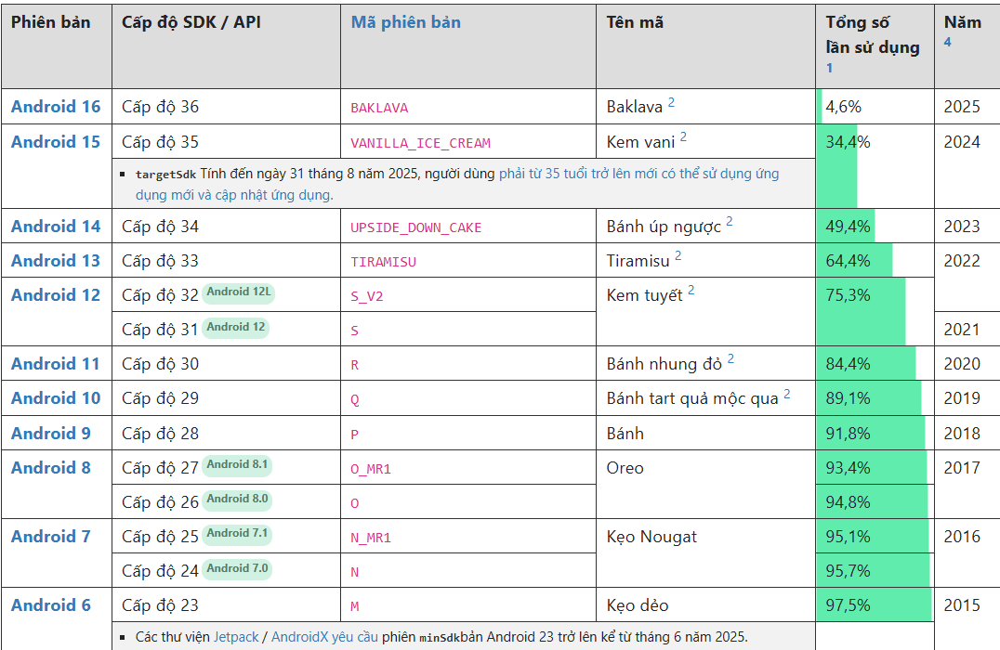 Phiên bản Cấp độ SDK / API Mã phiên bản Tên mã Tổng số lần sử dụng 1 Năm 4
Android 16 Cấp độ 36 BAKLAVA Baklava 2 4,6% 2025
Android 15 Cấp độ 35 VANILLA_ICE_CREAM Kem vani 2 34,4% 2024
▪ targetSdk Tính đến ngày 31 tháng 8 năm 2025, người dùng phải từ 35 tuổi trở lên mới có thể sử dụng ứng
dụng mới và cập nhật ứng dụng.
Android 14 Cấp độ 34 UPSIDE_DOWN_CAKE Bánh úp ngược 2 49,4% 2023
Android 13 Cấp độ 33 TIRAMISU Tiramisu 2 64,4% 2022
Android 12 Cấp độ 32 Android 12L S_V2 Kem tuyết 2 75,3%
Cấp độ 31 Android 12 S 2021
Android 11 Cấp độ 30 R Bánh nhung đỏ 2 84,4% 2020
Android 10 Cấp độ 29 Q Bánh tart quả mộc qua 2 89,1% 2019
Android 9 Cấp độ 28 P Bánh 91,8% 2018
Android 8 Cấp độ 27 Android 8.1 O_MR1 Oreo 93,4% 2017
Cấp độ 26 Android 8.0 O 94,8%
Android 7 Cấp độ 25 Android 7.1 N_MR1 Kẹo Nougat 95,1% 2016
Cấp độ 24 Android 7.0 N 95,7%
Android 6 Cấp độ 23 M Kẹo dẻo 97,5% 2015
▪ Các thư viện Jetpack / AndroidX yêu cầu phiên minSdkbản Android 23 trở lên kể từ tháng 6 năm 2025.